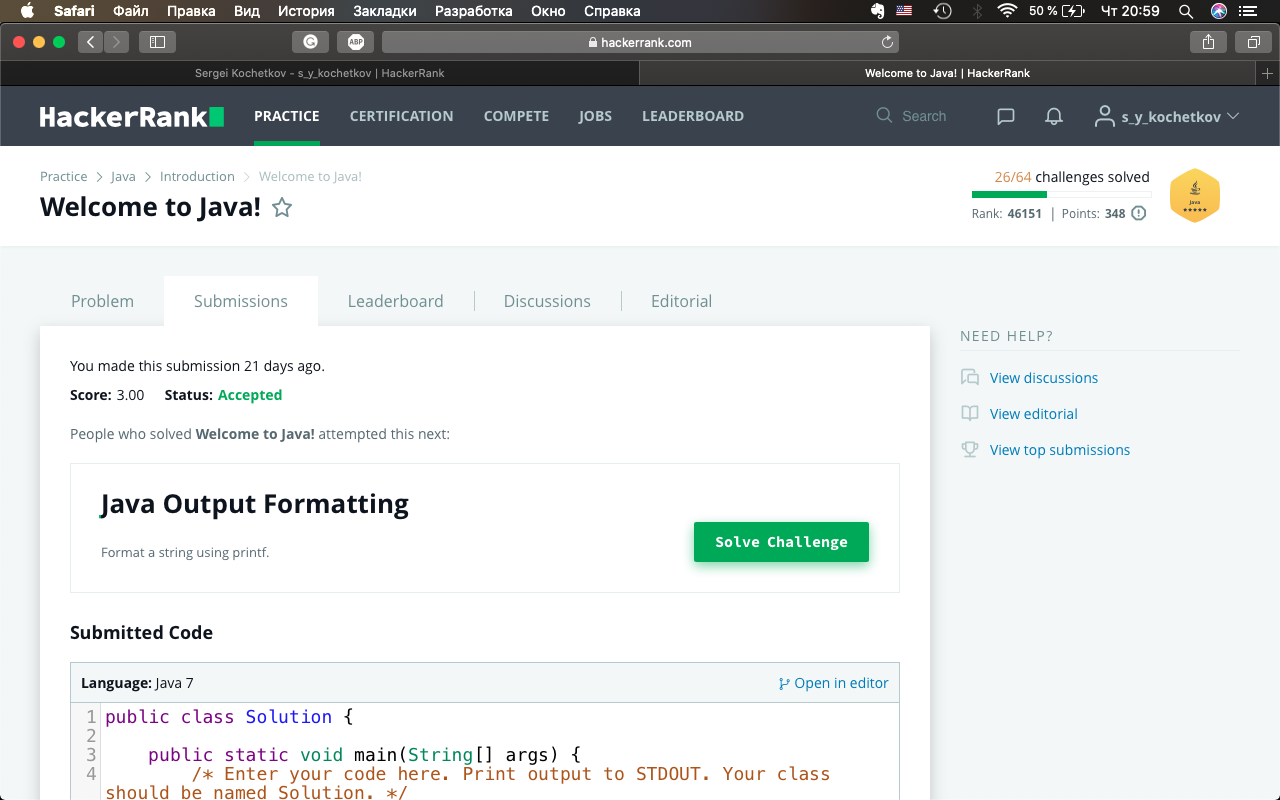 Safari Файл Правка Вид История Закладки Разработка Окно Справка 50 % Чт 20:59
ABP hackerrank.com
Sergei Kochetkov - s_y_kochetkov | HackerRank Welcome to Java! | HackerRank
HackerRank PRACTICE CERTIFICATION COMPETE JOBS LEADERBOARD Search s_y_kochetkov
Practice Java Introduction Welcome to Java!
Welcome to Java!
26/64 challenges solved
Rank: 46151 | Points: 348
Java
Problem Submissions Leaderboard Discussions Editorial
You made this submission 21 days ago.
Score: 3.00 Status: Accepted
People who solved Welcome to Java! attempted this next:
Java Output Formatting
Format a string using printf.
Solve Challenge
Submitted Code
Language: Java 7 Open in editor
1 public class Solution {
2
3 public static void main(String[] args) {
4 /* Enter your code here. Print output to STDOUT. Your class
should be named Solution. */
NEED HELP?
View discussions
View editorial
View top submissions